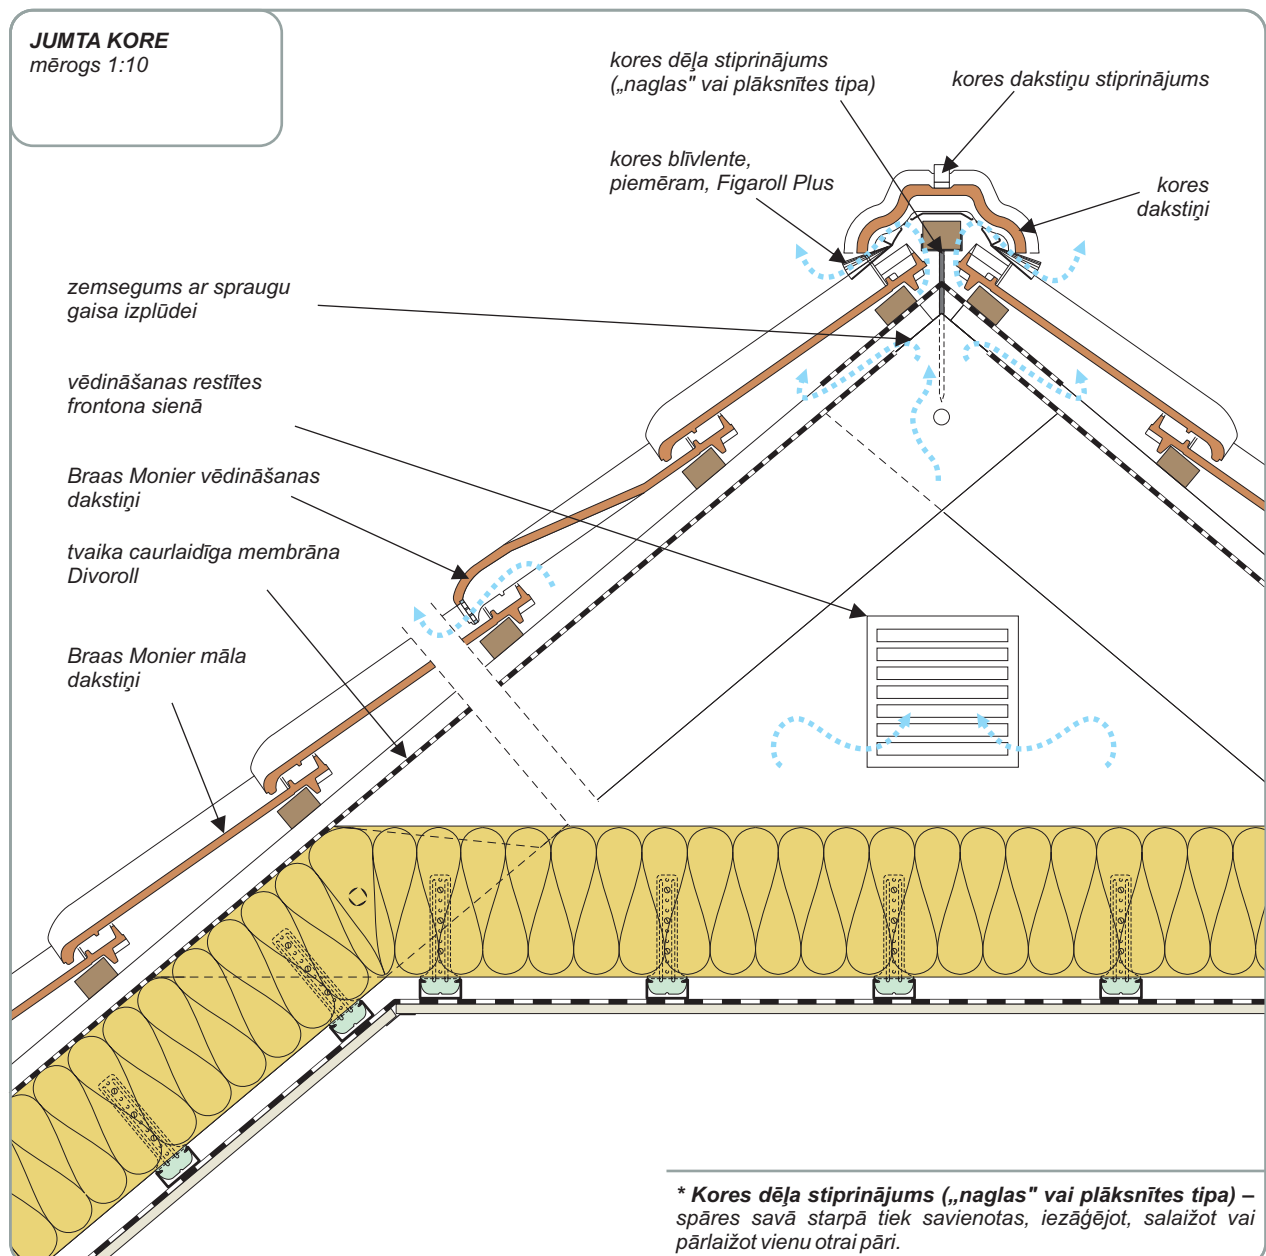 JUMTA KORE
mērogs 1:10
kores dēļa stiprinājums
(„naglas" vai plāksnītes tipa)
kores dakstiņu stiprinājums
kores blīvlente,
piemēram, Figaroll Plus
kores
dakstiņi
zemsegums ar spraugu
gaisa izplūdei
vēdināšanas restītes
frontona sienā
Braas Monier vēdināšanas
dakstiņi
tvaika caurlaidīga membrāna
Divoroll
Braas Monier māla
dakstiņi
* Kores dēļa stiprinājums („naglas" vai plāksnītes tipa) –
spāres savā starpā tiek savienotas, iezāģējot, salaižot vai
pārlaižot vienu otrai pāri.